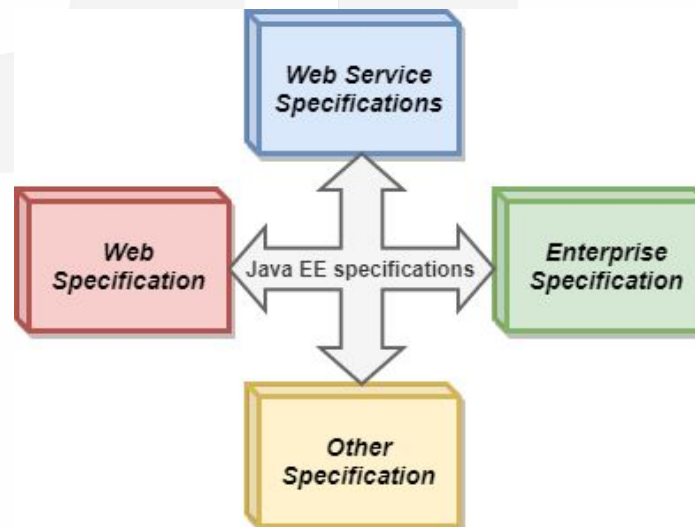 Web Service
Specifications
Web
Specification
Java EE specifications
Enterprise
Specification
Other
Specification